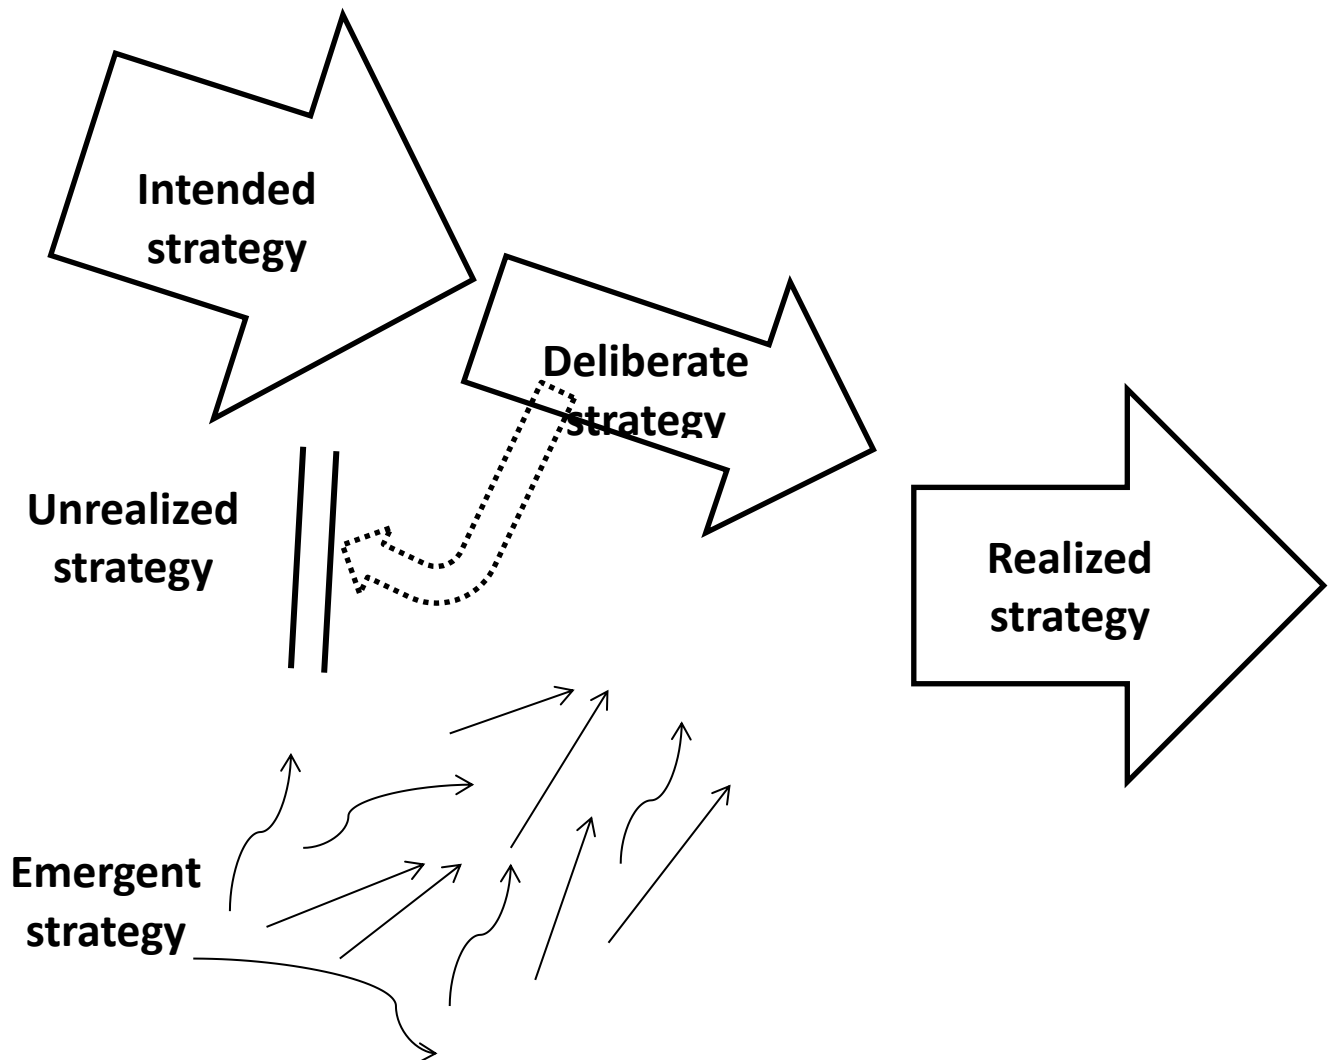 Intended
strategy
Deliberate
strategy
Unrealized
strategy
Realized
strategy
Emergent
strategy